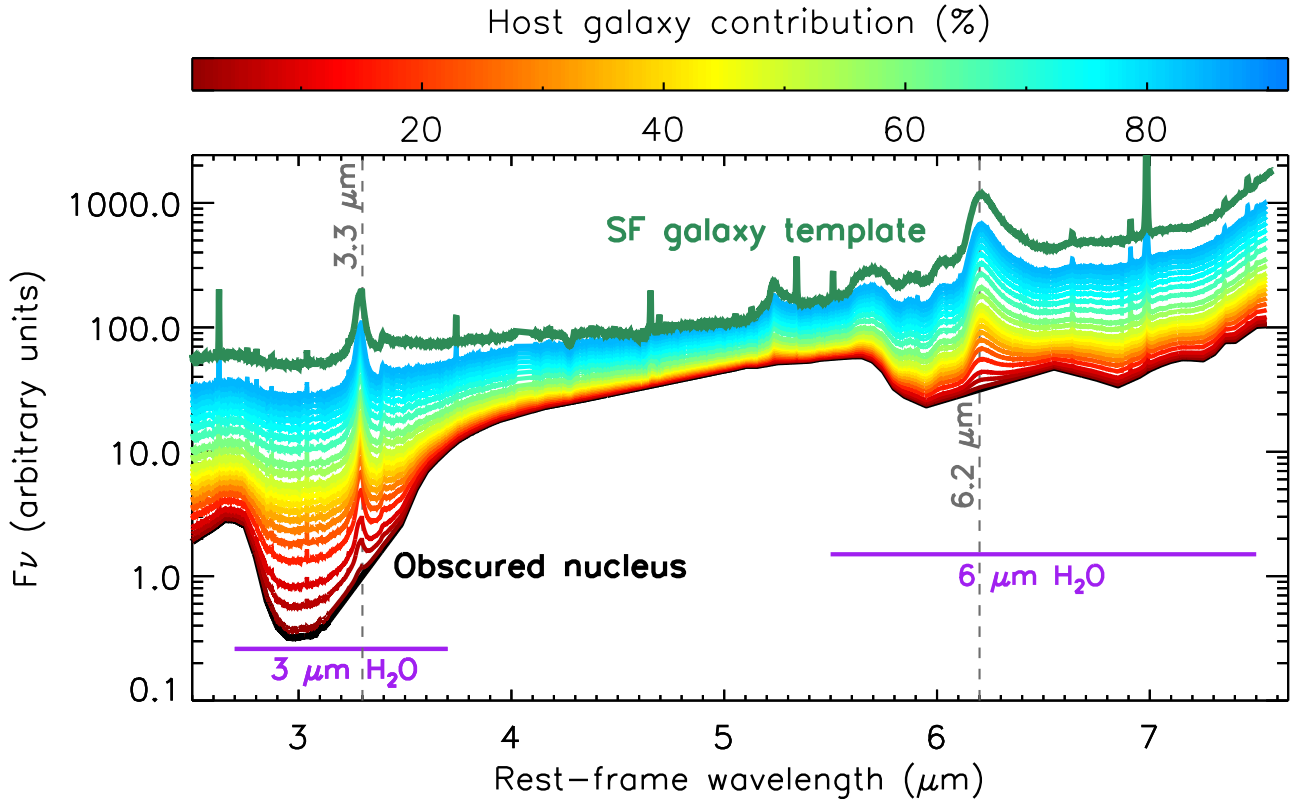 Host galaxy contribution (%)
20 40 60 80
3.3 μm
SF galaxy template
1000.0
100.0
10.0
1.0
0.1
Fν (arbitrary units)
Obscured nucleus
6.2 μm
6 μm H₂O
3 μm H₂O
3 4 5 6 7
Rest-frame wavelength (μm)